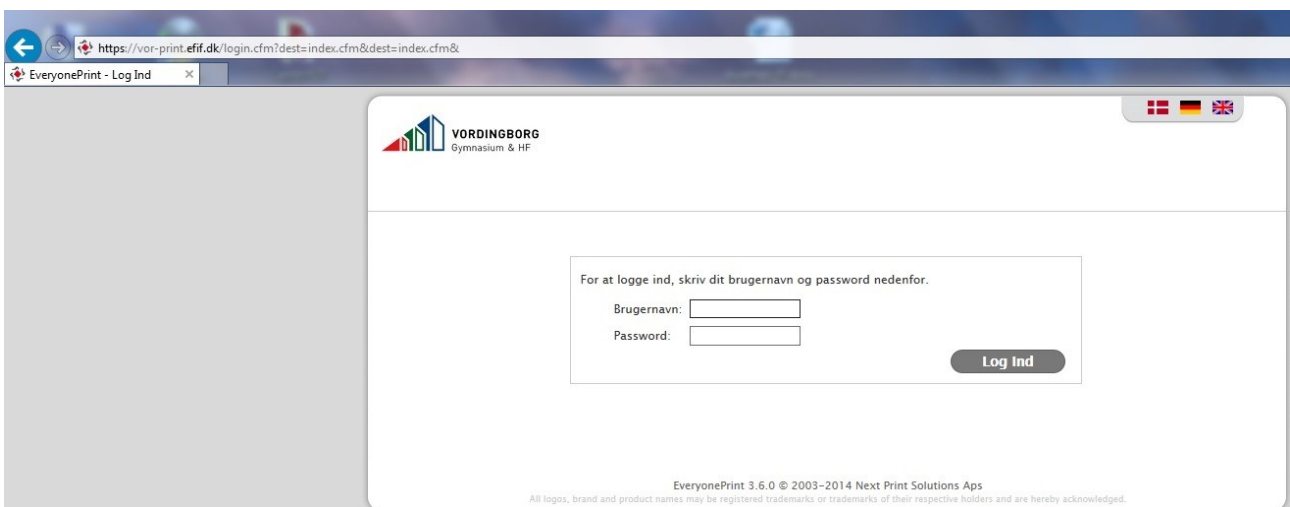 https://vor-print.efif.dk/login.cfm?dest=index.cfm&dest=index.cfm&
EveryonePrint - Log Ind
VORDINGBORG
Gymnasium & HF
For at logge ind, skriv dit brugernavn og password nedenfor.
Brugernavn:
Password:
Log Ind
EveryonePrint 3.6.0 © 2003-2014 Next Print Solutions Aps
All logos, brand and product names may be registered trademarks or trademarks of their respective holders and are hereby acknowledged.